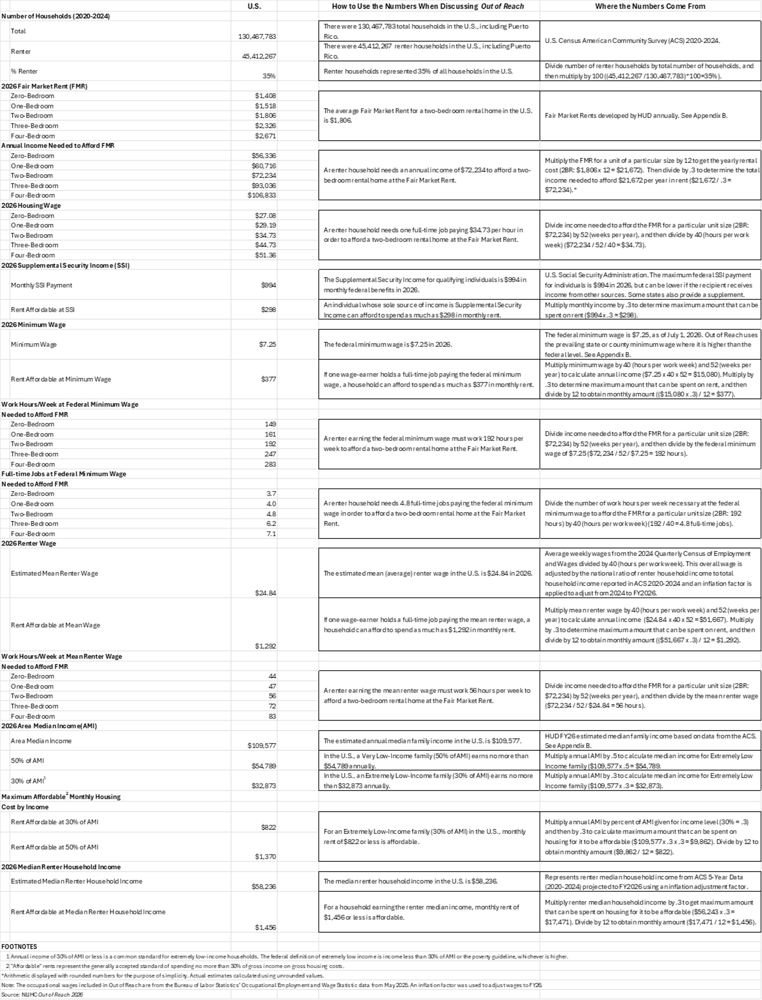 U.S. How to Use the Numbers When Discussing Out of Reach Where the Numbers Come From
Number of Households (2020-2024)
Total
130,467,783
There were 130,467,783 total households in the U.S., including Puerto
Rico.
U.S. Census American Community Survey (ACS) 2020-2024.
Renter
45,412,267
There were 45,412,267 renter households in the U.S., including Puerto
Rico.
% Renter
35%
Renter households represented 35% of all households in the U.S.
Divide number of renter households by total number of households, and
then multiply by 100 ((45,412,267 /130,467,783)*100=35%).
2026 Fair Market Rent (FMR)
Zero-Bedroom $1,408
One-Bedroom $1,518
Two-Bedroom $1,806
Three-Bedroom $2,326
Four-Bedroom $2,671
The average Fair Market Rent for a two-bedroom rental home in the U.S.
is $1,806.
Fair Market Rents developed by HUD annually. See Appendix B.
Annual Income Needed to Afford FMR
Zero-Bedroom $56,336
One-Bedroom $60,716
Two-Bedroom $72,234
Three-Bedroom $93,036
Four-Bedroom $106,833
A renter household needs an annual income of $72,234 to afford a two-
bedroom rental home at the Fair Market Rent.
Multiply the FMR for a unit of a particular size by 12 to get the yearly rental
cost (2BR: $1,806 x 12 = $21,672). Then divide by .3 to determine the total
income needed to afford $21,672 per year in rent ($21,672 / .3 =
$72,234).*
2026 Housing Wage
Zero-Bedroom $27.08
One-Bedroom $29.19
Two-Bedroom $34.73
Three-Bedroom $44.73
Four-Bedroom $51.36
A renter household needs one full-time job paying $34.73 per hour in
order to afford a two-bedroom rental home at the Fair Market Rent.
Divide income needed to afford the FMR for a particular unit size (2BR:
$72,234) by 52 (weeks per year), and then divide by 40 (hours per work
week) ($72,234 / 52 / 40 = $34.73).
2026 Supplemental Security Income (SSI)
Monthly SSI Payment $994
The Supplemental Security Income for qualifying individuals is $994 in
monthly federal benefits in 2026.
U.S. Social Security Administration. The maximum federal SSI payment
for individuals is $994 in 2026, but can be lower if the recipient receives
income from other sources. Some states also provide a supplement.
Rent Affordable at SSI $298
An individual whose sole source of income is Supplemental Security
Income can afford to spend as much as $298 in monthly rent.
Multiply monthly income by .3 to determine maximum amount that can be
spent on rent ($994 x .3 = $298).
2026 Minimum Wage
Minimum Wage $7.25
The federal minimum wage is $7.25 in 2026.
The federal minimum wage is $7.25, as of July 1, 2026. Out of Reach uses
the prevailing state or county minimum wage where it is higher than the
federal level. See Appendix B.
Rent Affordable at Minimum Wage $377
If one wage-earner holds a full-time job paying the federal minimum
wage, a household can afford to spend as much as $377 in monthly rent.
Multiply minimum wage by 40 (hours per work week) and 52 (weeks per
year) to calculate annual income ($7.25 x 40 x 52 = $15,080). Multiply by
.3 to determine maximum amount that can be spent on rent, and then
divide by 12 to obtain monthly amount (($15,080 x .3) / 12 = $377).
Work Hours/Week at Federal Minimum Wage
Needed to Afford FMR
Zero-Bedroom 149
One-Bedroom 161
Two-Bedroom 192
Three-Bedroom 247
Four-Bedroom 283
A renter earning the federal minimum wage must work 192 hours per
week to afford a two-bedroom rental home at the Fair Market Rent.
Divide income needed to afford the FMR for a particular unit size (2BR:
$72,234) by 52 (weeks per year), and then divide by the federal minimum
wage of $7.25 ($72,234 / 52 / $7.25 = 192 hours).
Full-time Jobs at Federal Minimum Wage
Needed to Afford FMR
Zero-Bedroom 3.7
One-Bedroom 4.0
Two-Bedroom 4.8
Three-Bedroom 6.2
Four-Bedroom 7.1
A renter household needs 4.8 full-time jobs paying the federal minimum
wage in order to afford a two-bedroom rental home at the Fair Market
Rent.
Divide the number of work hours per week necessary at the federal
minimum wage to afford the FMR for a particular unit size (2BR: 192
hours) by 40 (hours per work week) (192 / 40 = 4.8 full-time jobs).
2026 Renter Wage
Estimated Mean Renter Wage
$24.84
The estimated mean (average) renter wage in the U.S. is $24.84 in 2026.
Average weekly wages from the 2024 Quarterly Census of Employment
and Wages divided by 40 (hours per work week). This overall wage is
adjusted by the national ratio of renter household income to total
household income reported in ACS 2020-2024 and an inflation factor is
applied to adjust from 2024 to FY2026.
Rent Affordable at Mean Wage
$1,292
If one wage-earner holds a full-time job paying the mean renter wage, a
household can afford to spend as much as $1,292 in monthly rent.
Multiply mean renter wage by 40 (hours per work week) and 52 (weeks per
year) to calculate annual income ($24.84 x 40 x 52 = $51,667). Multiply
by .3 to determine maximum amount that can be spent on rent, and then
divide by 12 to obtain monthly amount (($51,667 x .3) / 12 = $1,292).
Work Hours/Week at Mean Renter Wage
Needed to Afford FMR
Zero-Bedroom 44
One-Bedroom 47
Two-Bedroom 56
Three-Bedroom 72
Four-Bedroom 83
A renter earning the mean renter wage must work 56 hours per week to
afford a two-bedroom rental home at the Fair Market Rent.
Divide income needed to afford the FMR for a particular unit size (2BR:
$72,234) by 52 (weeks per year), and then divide by the mean renter wage
($72,234 / 52 / $24.84 = 56 hours).
2026 Area Median Income(AMI)
Area Median Income
$109,577
The estimated annual median family income in the U.S. is $109,577.
HUD FY26 estimated median family income based on data from the ACS.
See Appendix B.
50% of AMI
$54,789
In the U.S., a Very Low-Income family (50% of AMI) earns no more than
$54,789 annually.
Multiply annual AMI by .5 to calculate median income for Extremely Low
Income family ($109,577 x .5 = $54,789.
30% of AMI¹
$32,873
In the U.S., an Extremely Low-Income family (30% of AMI) earns no more
than $32,873 annually.
Multiply annual AMI by .3 to calculate median income for Extremely Low
Income family ($109,577 x .3 = $32,873).
Maximum Affordable² Monthly Housing
Cost by Income
Rent Affordable at 30% of AMI
$822
Rent Affordable at 50% of AMI
$1,370
For an Extremely Low-Income family (30% of AMI) in the U.S., monthly
rent of $822 or less is affordable.
Multiply annual AMI by percent of AMI given for income level (30% = .3)
and then by .3 to calculate maximum amount that can be spent on
housing for it to be affordable ($109,577 x .3 x .3 = $9,862). Divide by 12 to
obtain monthly amount ($9,862 / 12 = $822).
2026 Median Renter Household Income
Estimated Median Renter Household Income
$58,236
The median renter household income in the U.S. is $58,236.
Represents renter median household income from ACS 5-Year Data
(2020-2024) projected to FY2026 using an inflation adjustment factor.
Rent Affordable at Median Renter Household Income
$1,456
For a household earning the renter median income, monthly rent of
$1,456 or less is affordable.
Multiply renter median household income by .3 to get maximum amount
that can be spent on housing for it to be affordable ($56,243 x .3 =
$17,471). Divide by 12 to obtain monthly amount ($17,471 / 12 = $1,456).
FOOTNOTES
1 Annual income of 30% of AMI or less is a common standard for extremely low-income households. The federal definition of extremely low income is income less than 30% of AMI or the poverty guideline, whichever is higher.
2 "Affordable" rents represent the generally accepted standard of spending no more than 30% of gross income on gross housing costs.
*Arithmetic displayed with rounded numbers for the purpose of simplicity. Actual estimates calculated using unrounded values.
Note: The occupational wages included in Out of Reach are from the Bureau of Labor Statistics' Occupational Employment and Wage Statistic data from May 2025. An inflation factor was used to adjust wages to FY26.
Source: NLIHC Out of Reach 2026